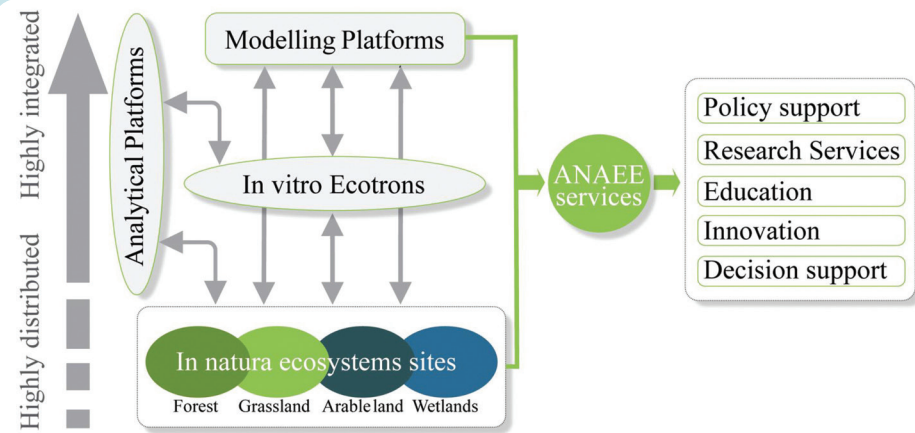 Highly integrated
Highly distributed
Analytical Platforms
Modelling Platforms
In vitro Ecotrons
In natura ecosystems sites
Forest Grassland Arable land Wetlands
ANAEE
services
Policy support
Research Services
Education
Innovation
Decision support